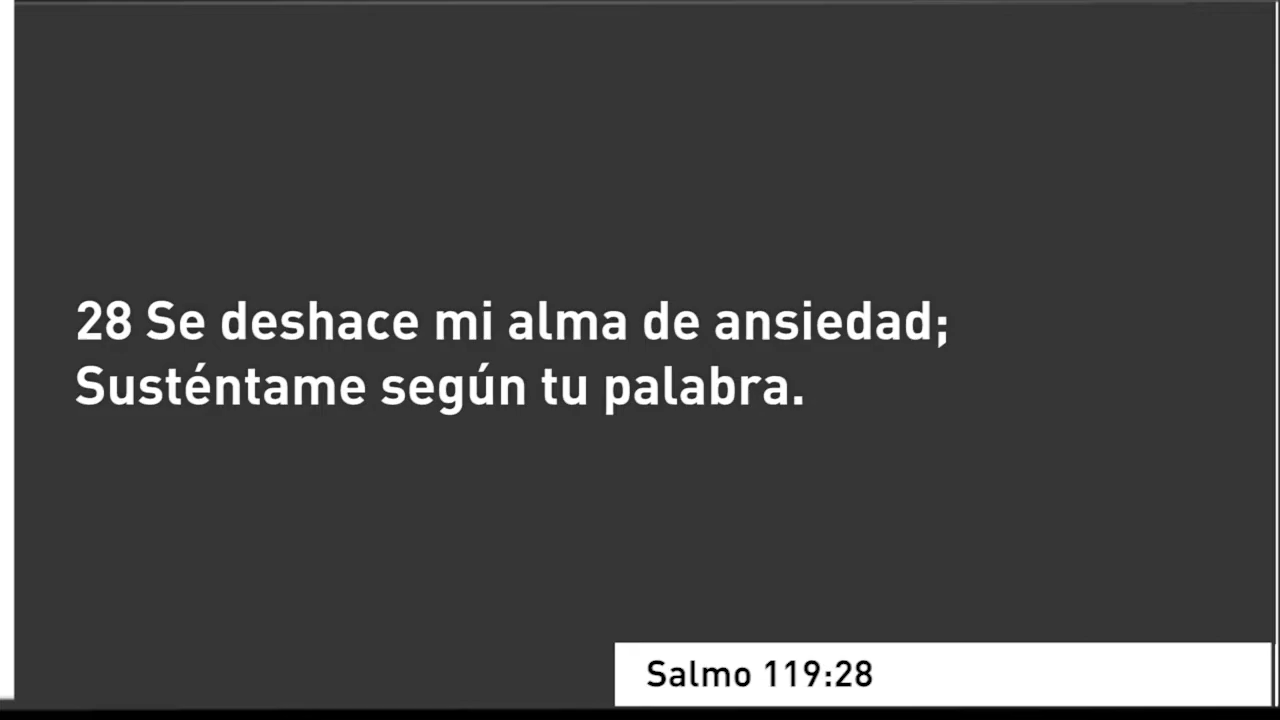 28 Se deshace mi alma de ansiedad;
Susténtame según tu palabra.
Salmo 119:28